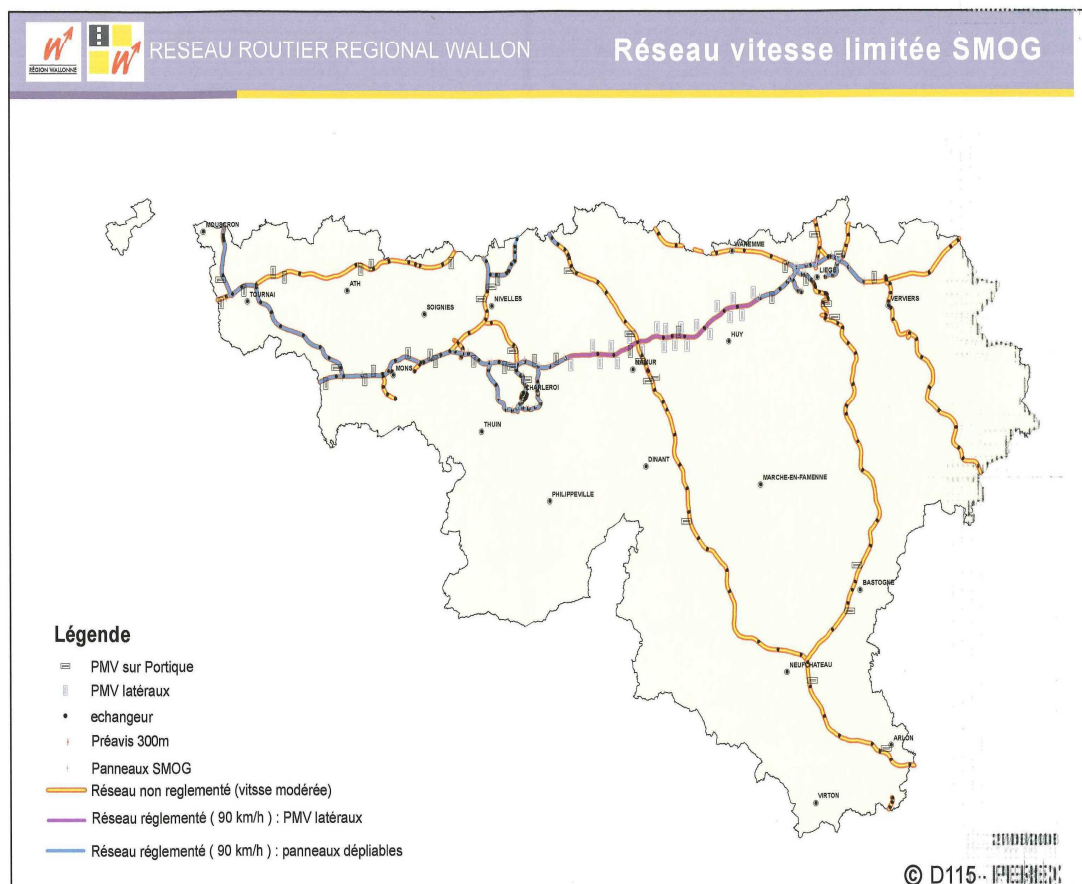 RÉGION WALLONNE
RESEAU ROUTIER REGIONAL WALLON
Réseau vitesse limitée SMOG
MOUSCRON
WAREMME
LIEGE
ATH
TOURNAI
SOIGNIES
NIVELLES
VERVIERS
HUY
NAMUR
MONS
CHARLEROI
THUIN
DINANT
MARCHE-EN-FAMENNE
PHILIPPEVILLE
BASTOGNE
NEUFCHATEAU
ARLON
VIRTON
Légende
PMV sur Portique
PMV latéraux
echangeur
Préavis 300m
Panneaux SMOG
Réseau non reglementé (vitsse modérée)
Réseau réglementé ( 90 km/h ) : PMV latéraux
Réseau réglementé ( 90 km/h ) : panneaux dépliables
© D115